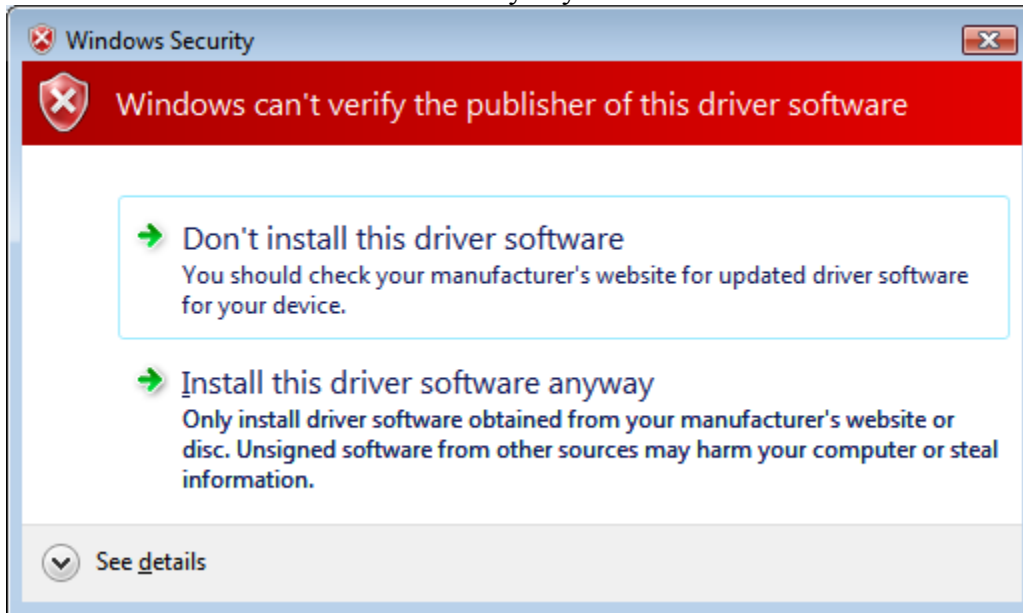 Windows Security
Windows can't verify the publisher of this driver software
Don't install this driver software
You should check your manufacturer's website for updated driver software
for your device.
Install this driver software anyway
Only install driver software obtained from your manufacturer's website or
disc. Unsigned software from other sources may harm your computer or steal
information.
See details